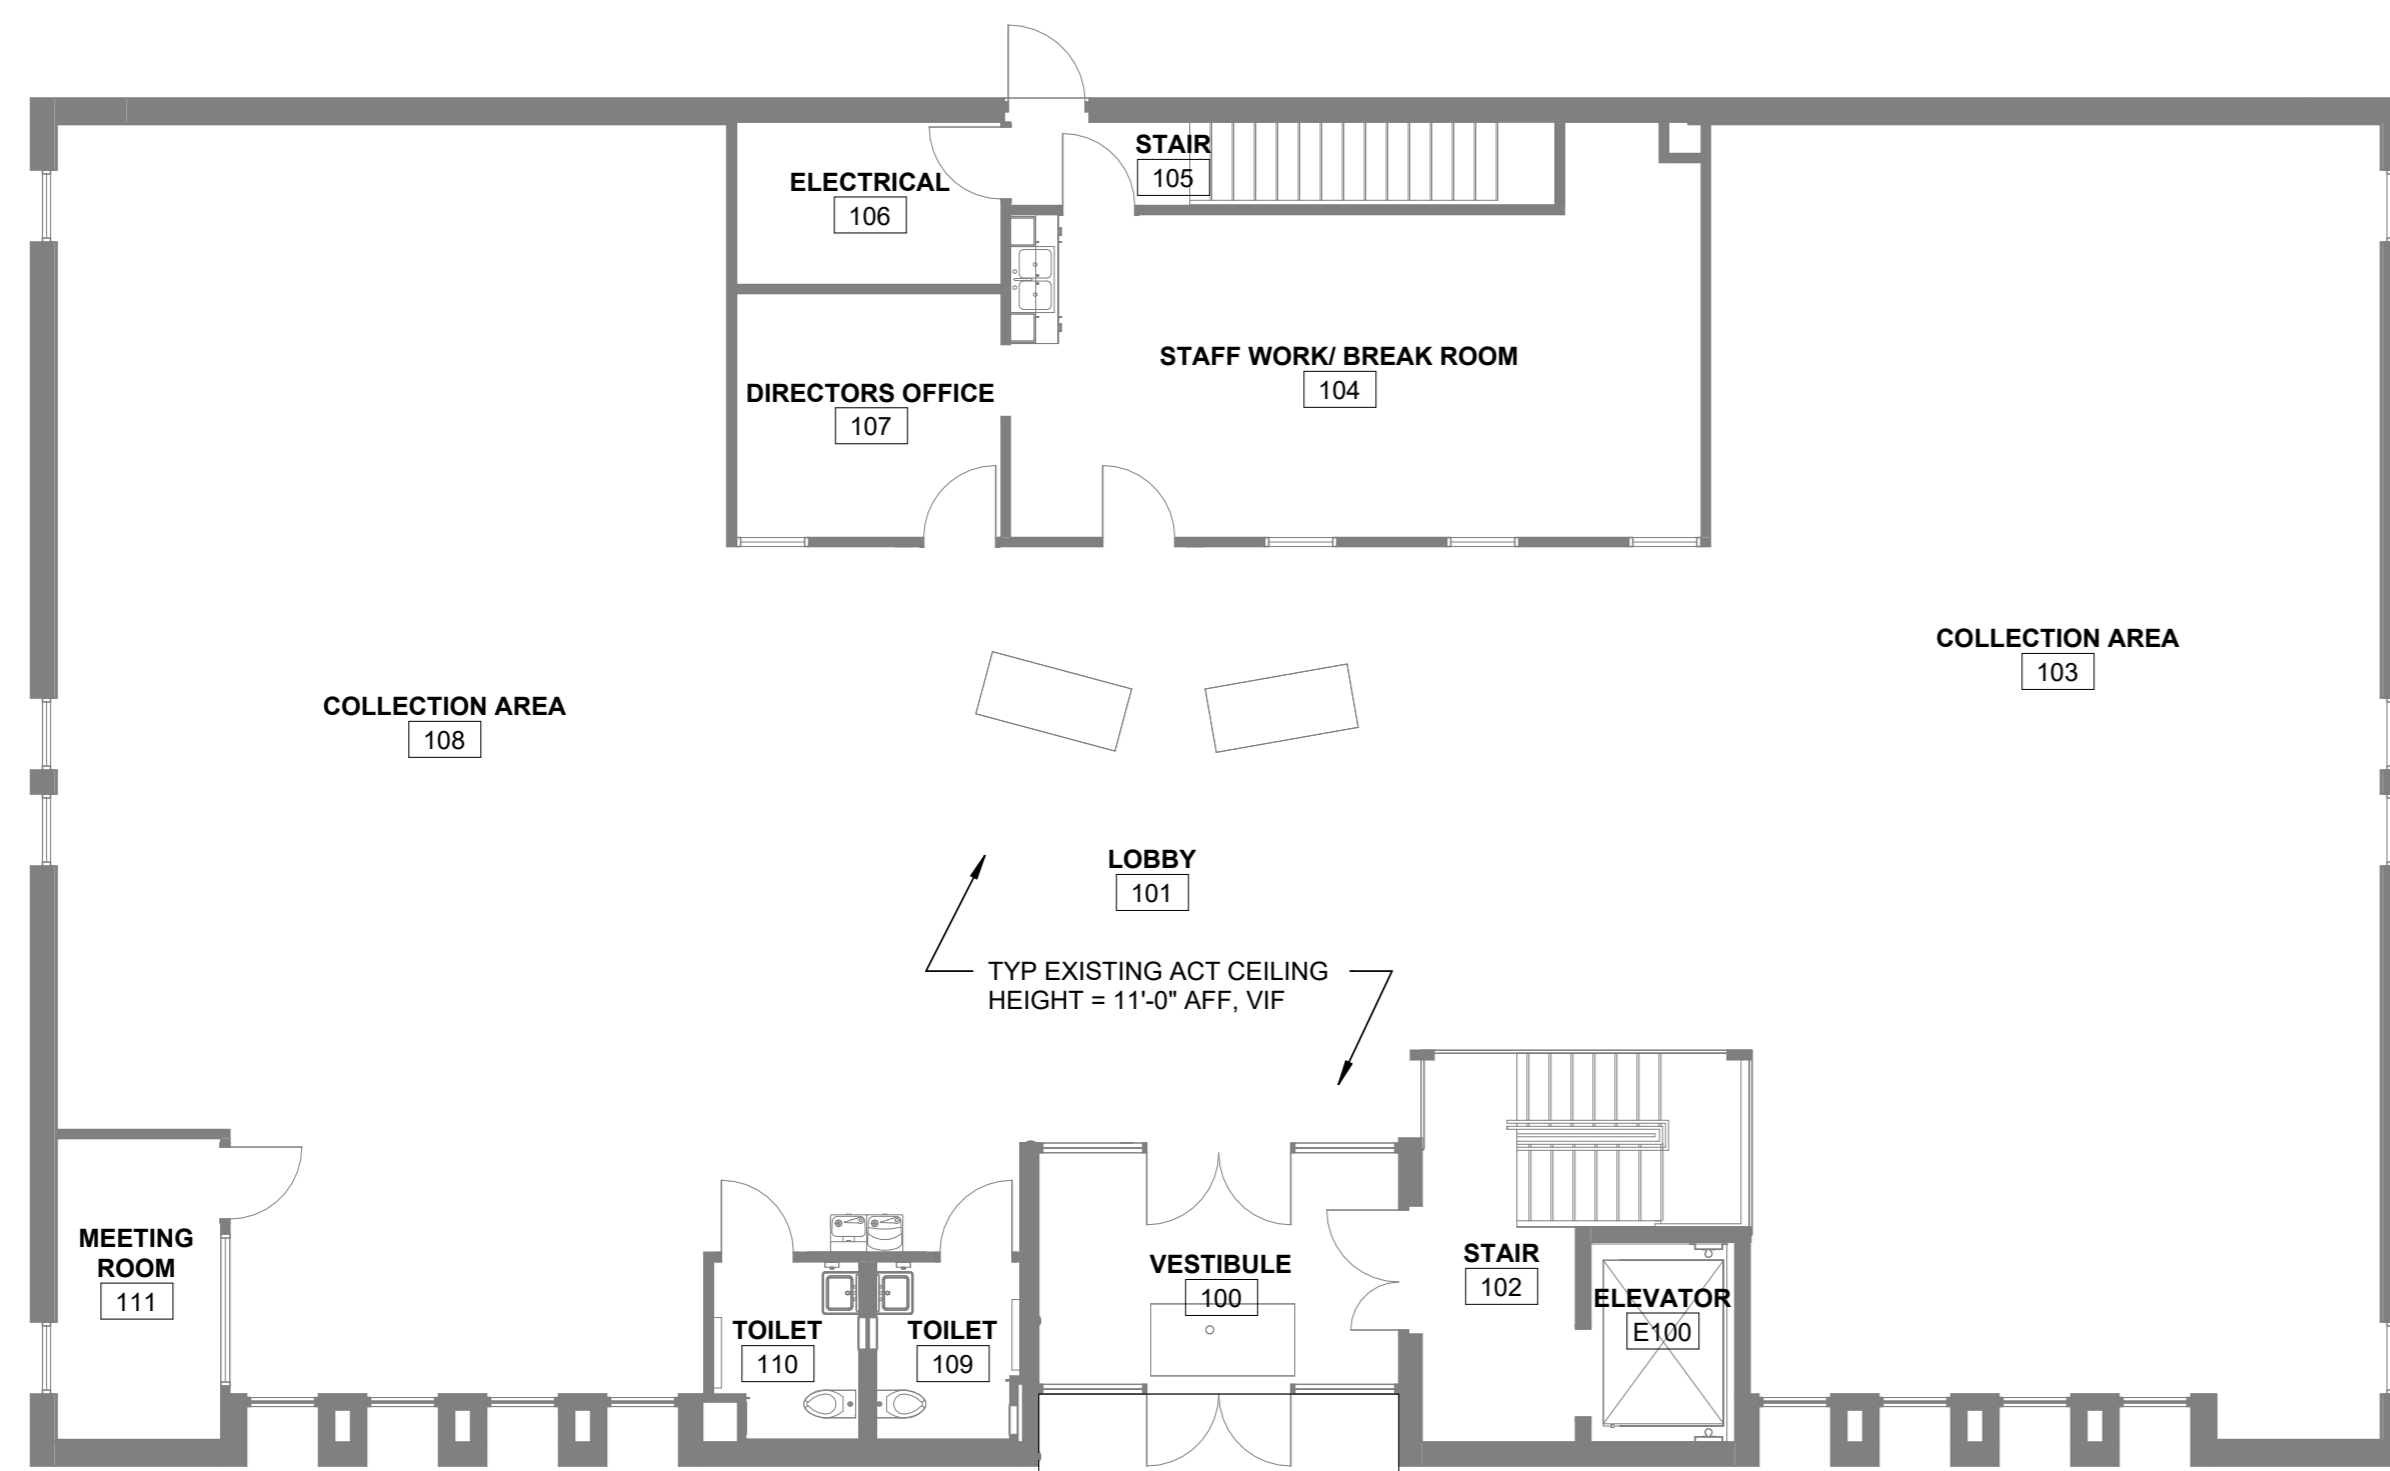 STAIR
105
ELECTRICAL
106
STAFF WORK/ BREAK ROOM
104
DIRECTORS OFFICE
107
COLLECTION AREA
103
COLLECTION AREA
108
LOBBY
101
TYP EXISTING ACT CEILING
HEIGHT = 11'-0" AFF, VIF
MEETING
ROOM
111
VESTIBULE
100
STAIR
102
ELEVATOR
E100
TOILET
110
TOILET
109